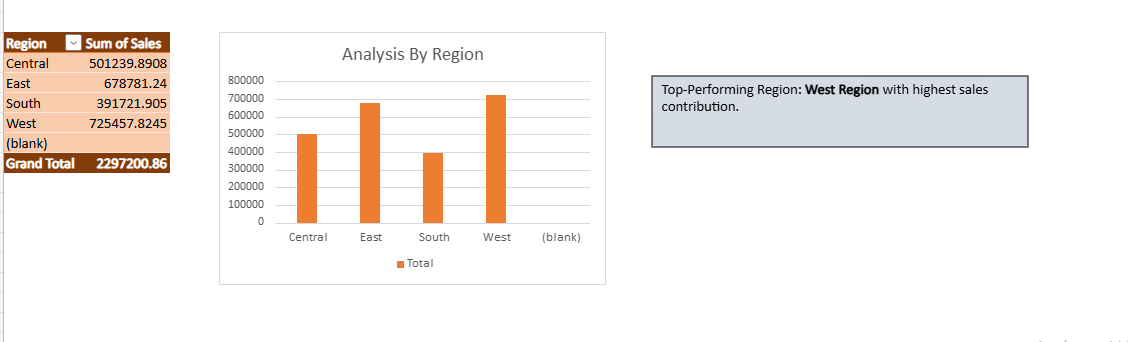 Region Sum of Sales
Central 501239.8908
East 678781.24
South 391721.905
West 725457.8245
(blank)
Grand Total 2297200.86
Analysis By Region
800000
700000
600000
500000
400000
300000
200000
100000
0
Central East South West (blank)
Total
Top-Performing Region: West Region with highest sales
contribution.